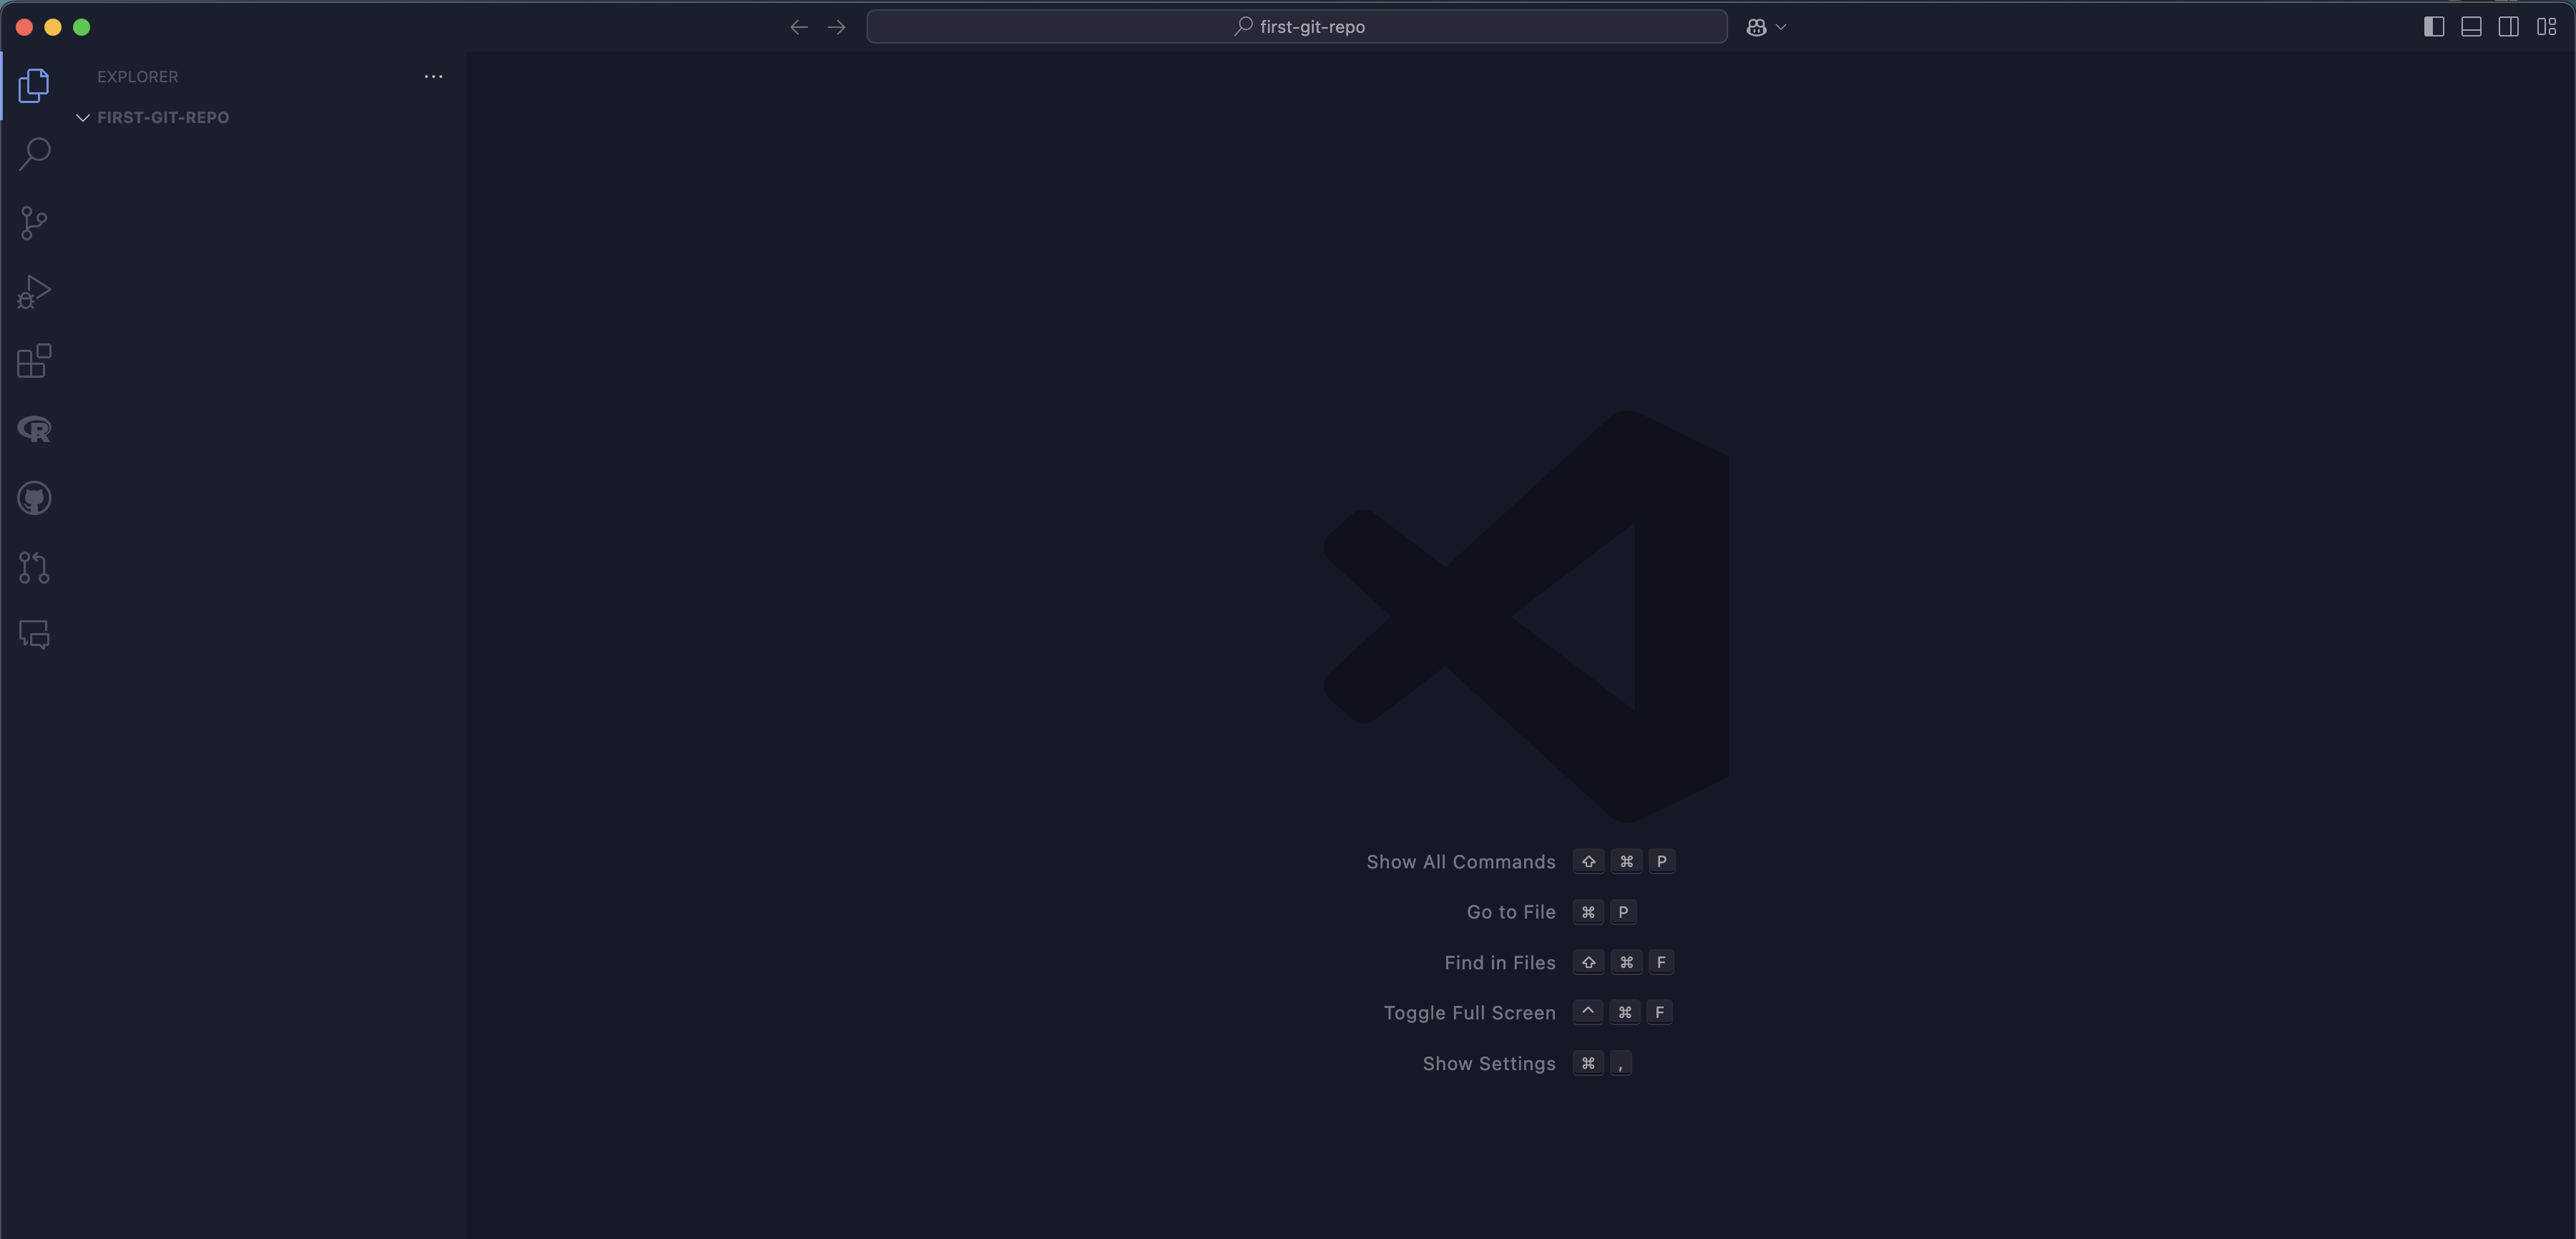 first-git-repo
EXPLORER
FIRST-GIT-REPO
Show All Commands ⇧ ⌘ P
Go to File ⌘ P
Find in Files ⇧ ⌘ F
Toggle Full Screen ^ ⌘ F
Show Settings ⌘ ,